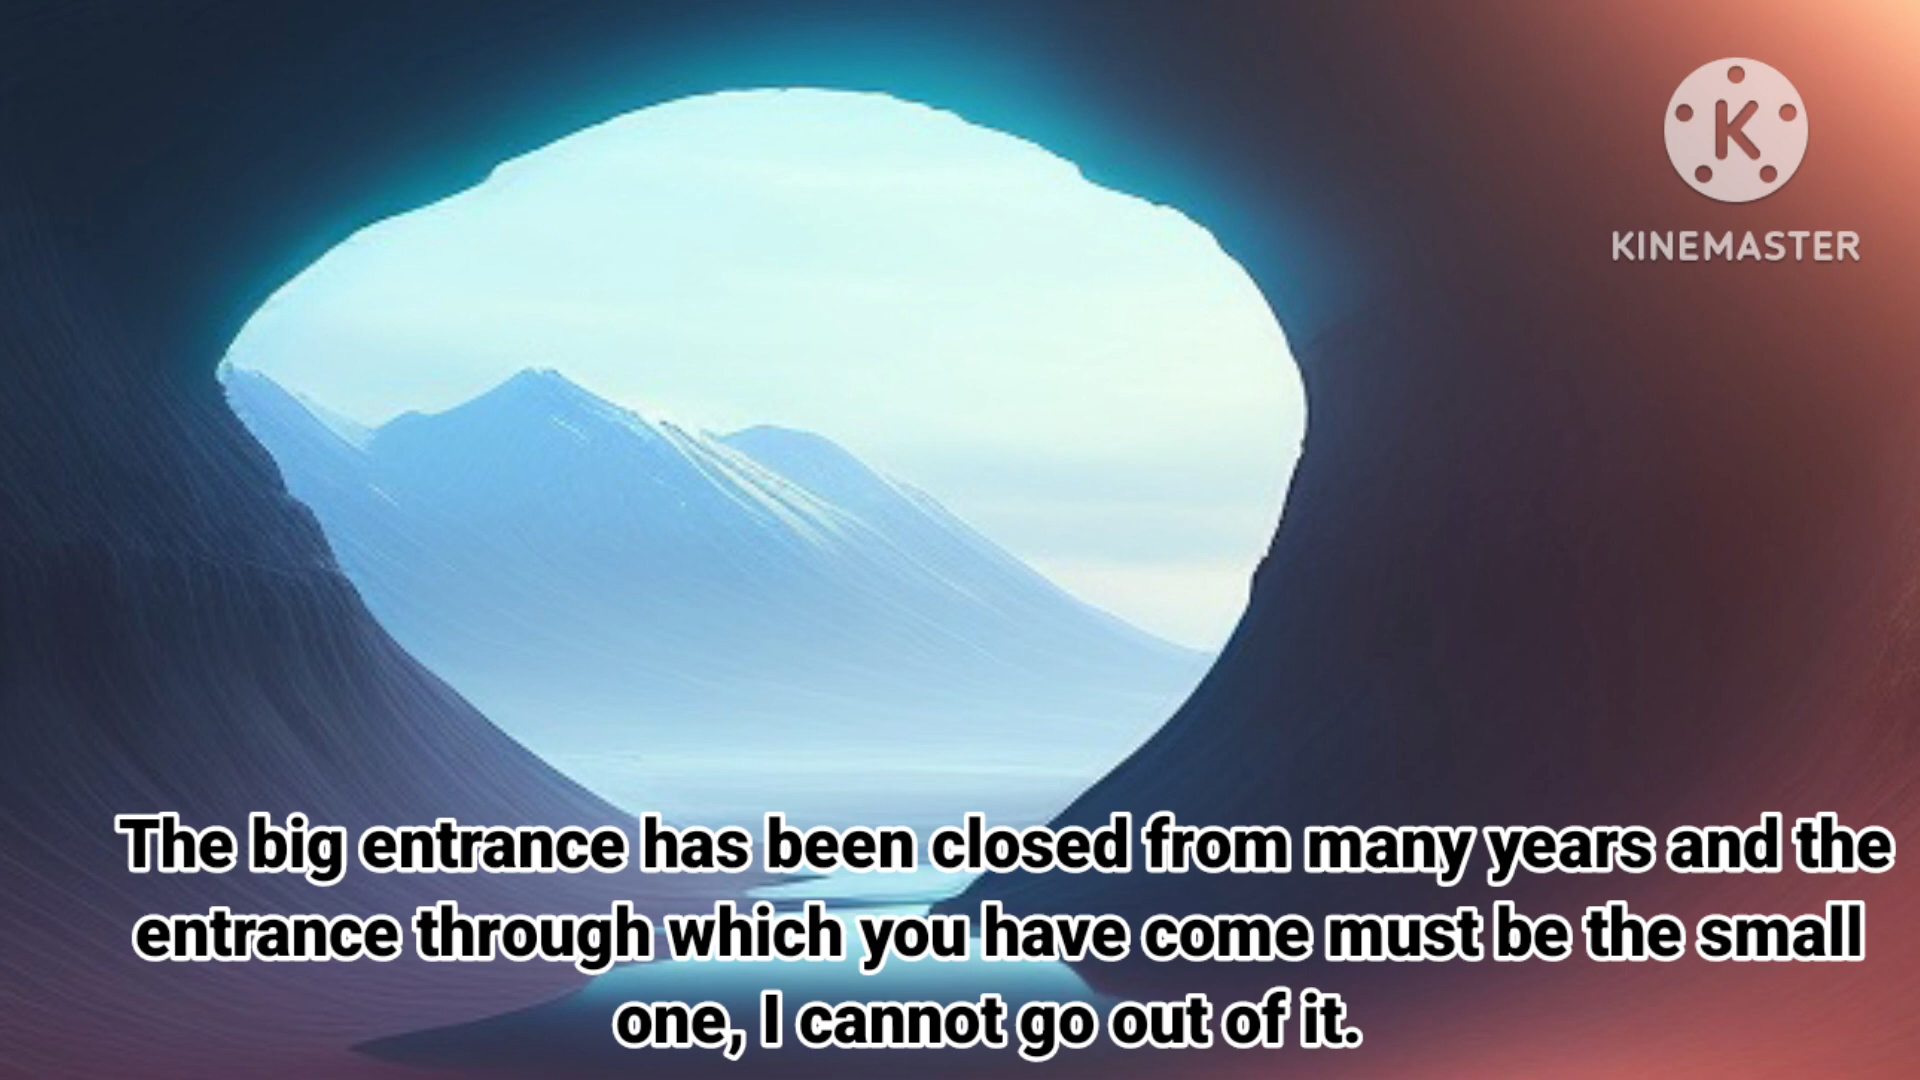 K
KINEMASTER
The big entrance has been closed from many years and the
entrance through which you have come must be the small
one, I cannot go out of it.